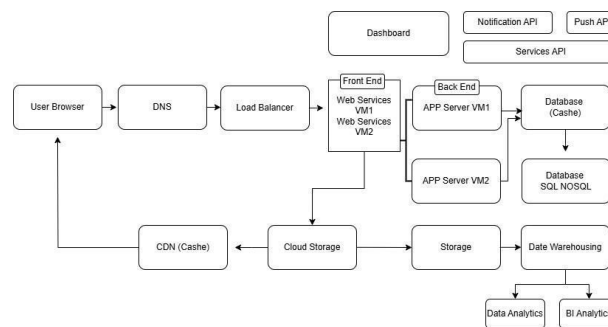 Notification API
Push AP
Dashboard
Services API
Front End
Back End
User Browser
DNS
Load Balancer
Web Services
VM1
Web Services
VM2
APP Server VM1
Database
(Cashe)
APP Server VM2
Database
SQL NOSQL
CDN (Cashe)
Cloud Storage
Storage
Date Warehousing
Data Analytics
BI Analytic